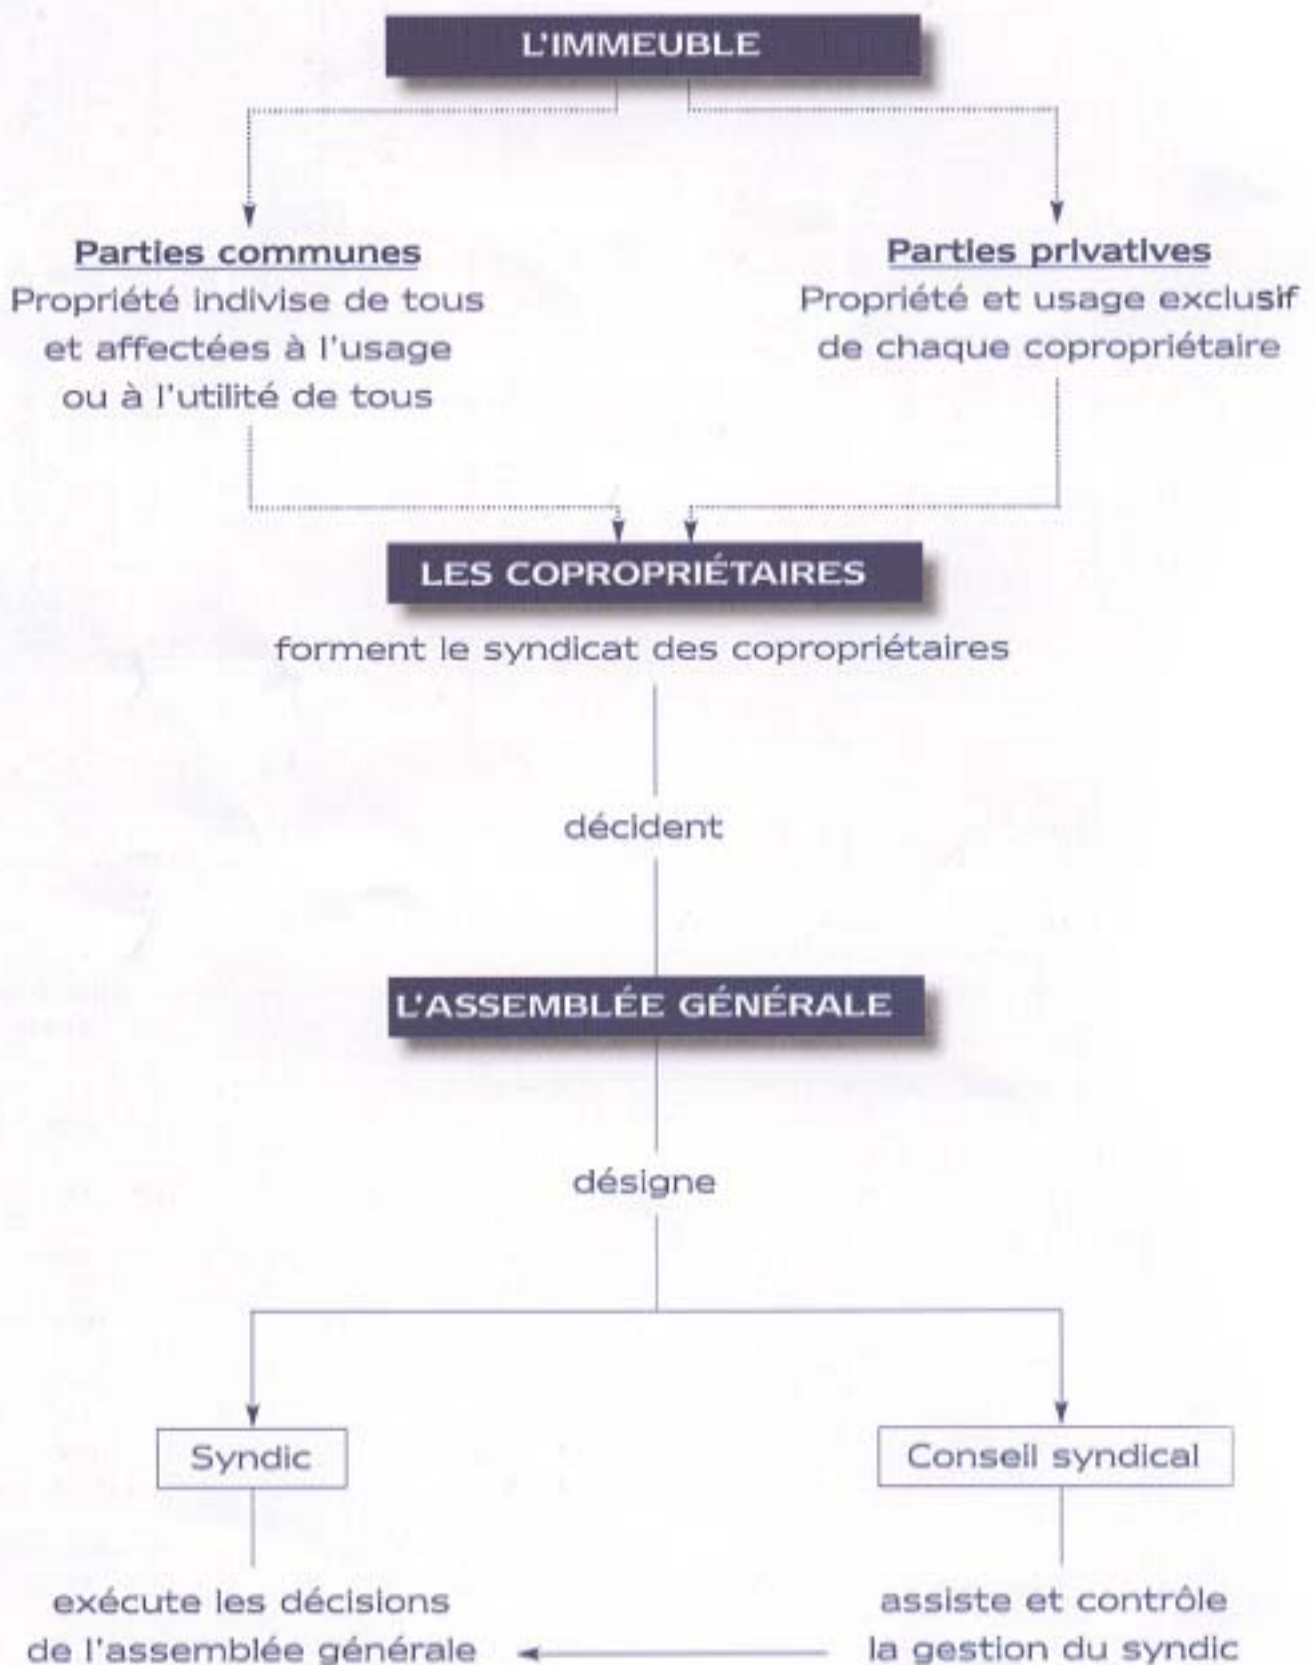 L'IMMEUBLE
Parties communes
Propriété indivise de tous
et affectées à l'usage
ou à l'utilité de tous
Parties privatives
Propriété et usage exclusif
de chaque copropriétaire
LES COPROPRIÉTAIRES
forment le syndicat des copropriétaires
décident
L'ASSEMBLÉE GÉNÉRALE
désigne
Syndic
Conseil syndical
exécute les décisions
de l'assemblée générale
assiste et contrôle
la gestion du syndic